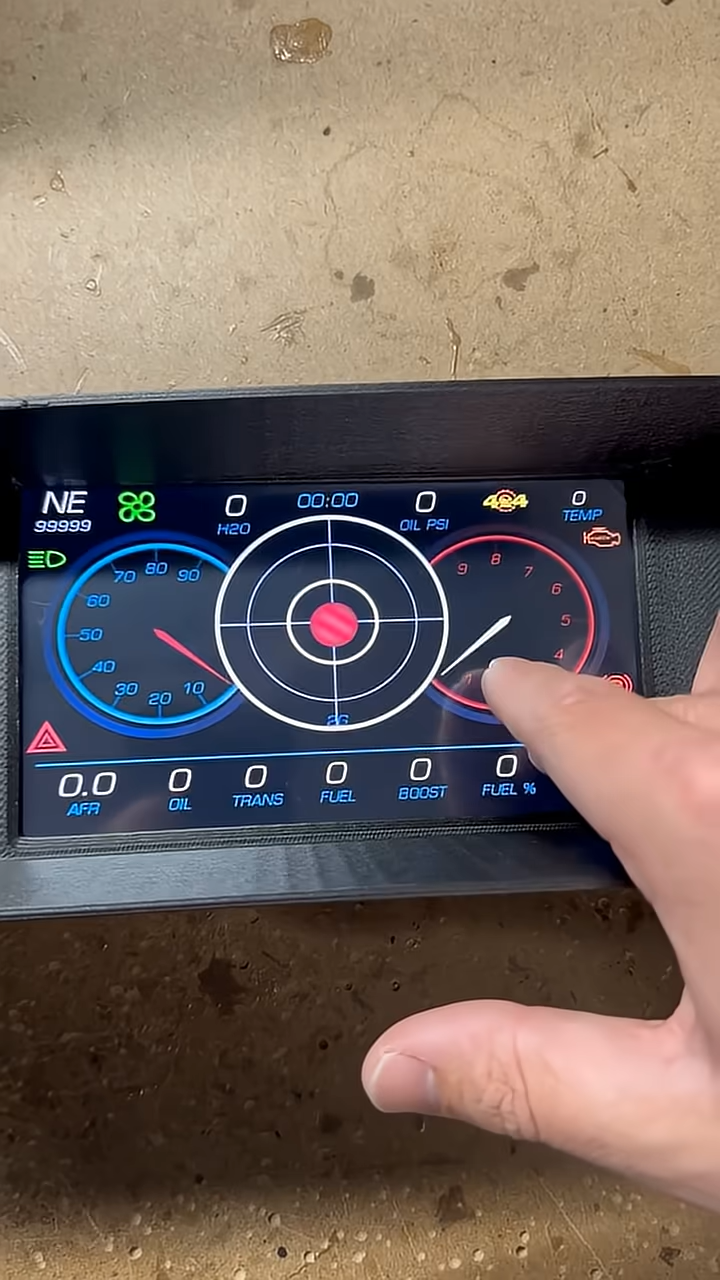 NE
99999
0
H20
00:00
0
OIL PSI
4x4
0
TEMP
70 80 90
60
50
40
30 20 10
9 8 7
6
5
4
26
0.0
AFR
0
OIL
0
TRANS
0
FUEL
0
BOOST
0
FUEL %